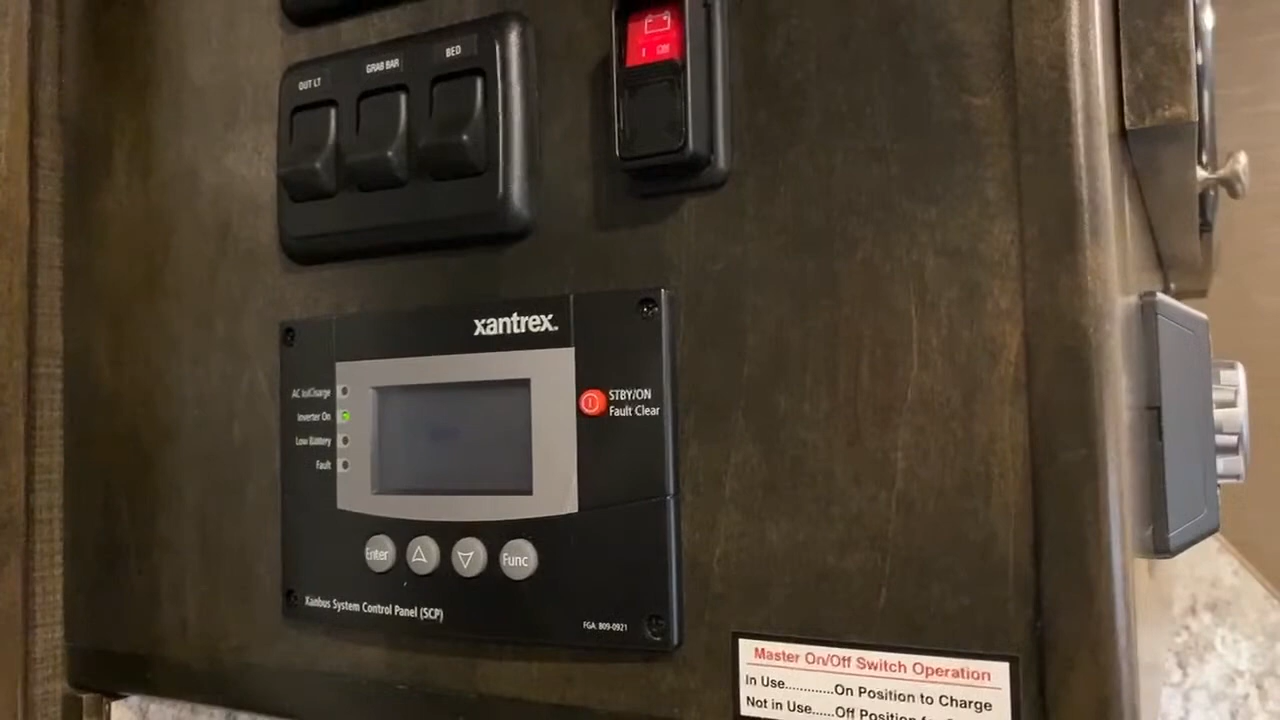 OUT LT
GRAB BAR
BED
I ON
xantrex.
AC In/Charge
Inverter On
Low Battery
Fault
STBY/ON
Fault Clear
Enter
Func
Xanbus System Control Panel (SCP)
FGA: 809-0921
Master On/Off Switch Operation
In Use.............On Position to Charge
Not in Use......Off Position